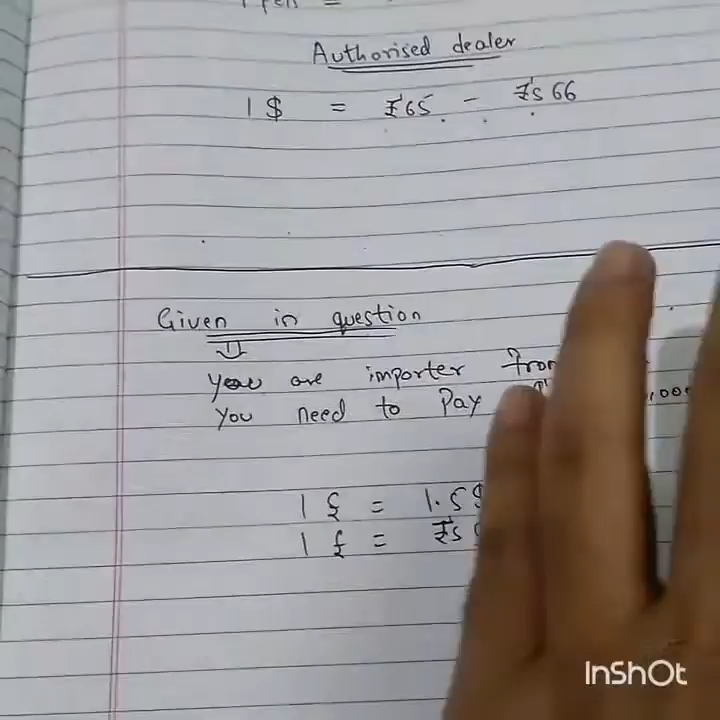 Authorised dealer
1 $ = ₹65 - ₹s 66
Given in question
you are importer from
You need to Pay
1 £ = 1.5$
1 £ = ₹s
InShOt